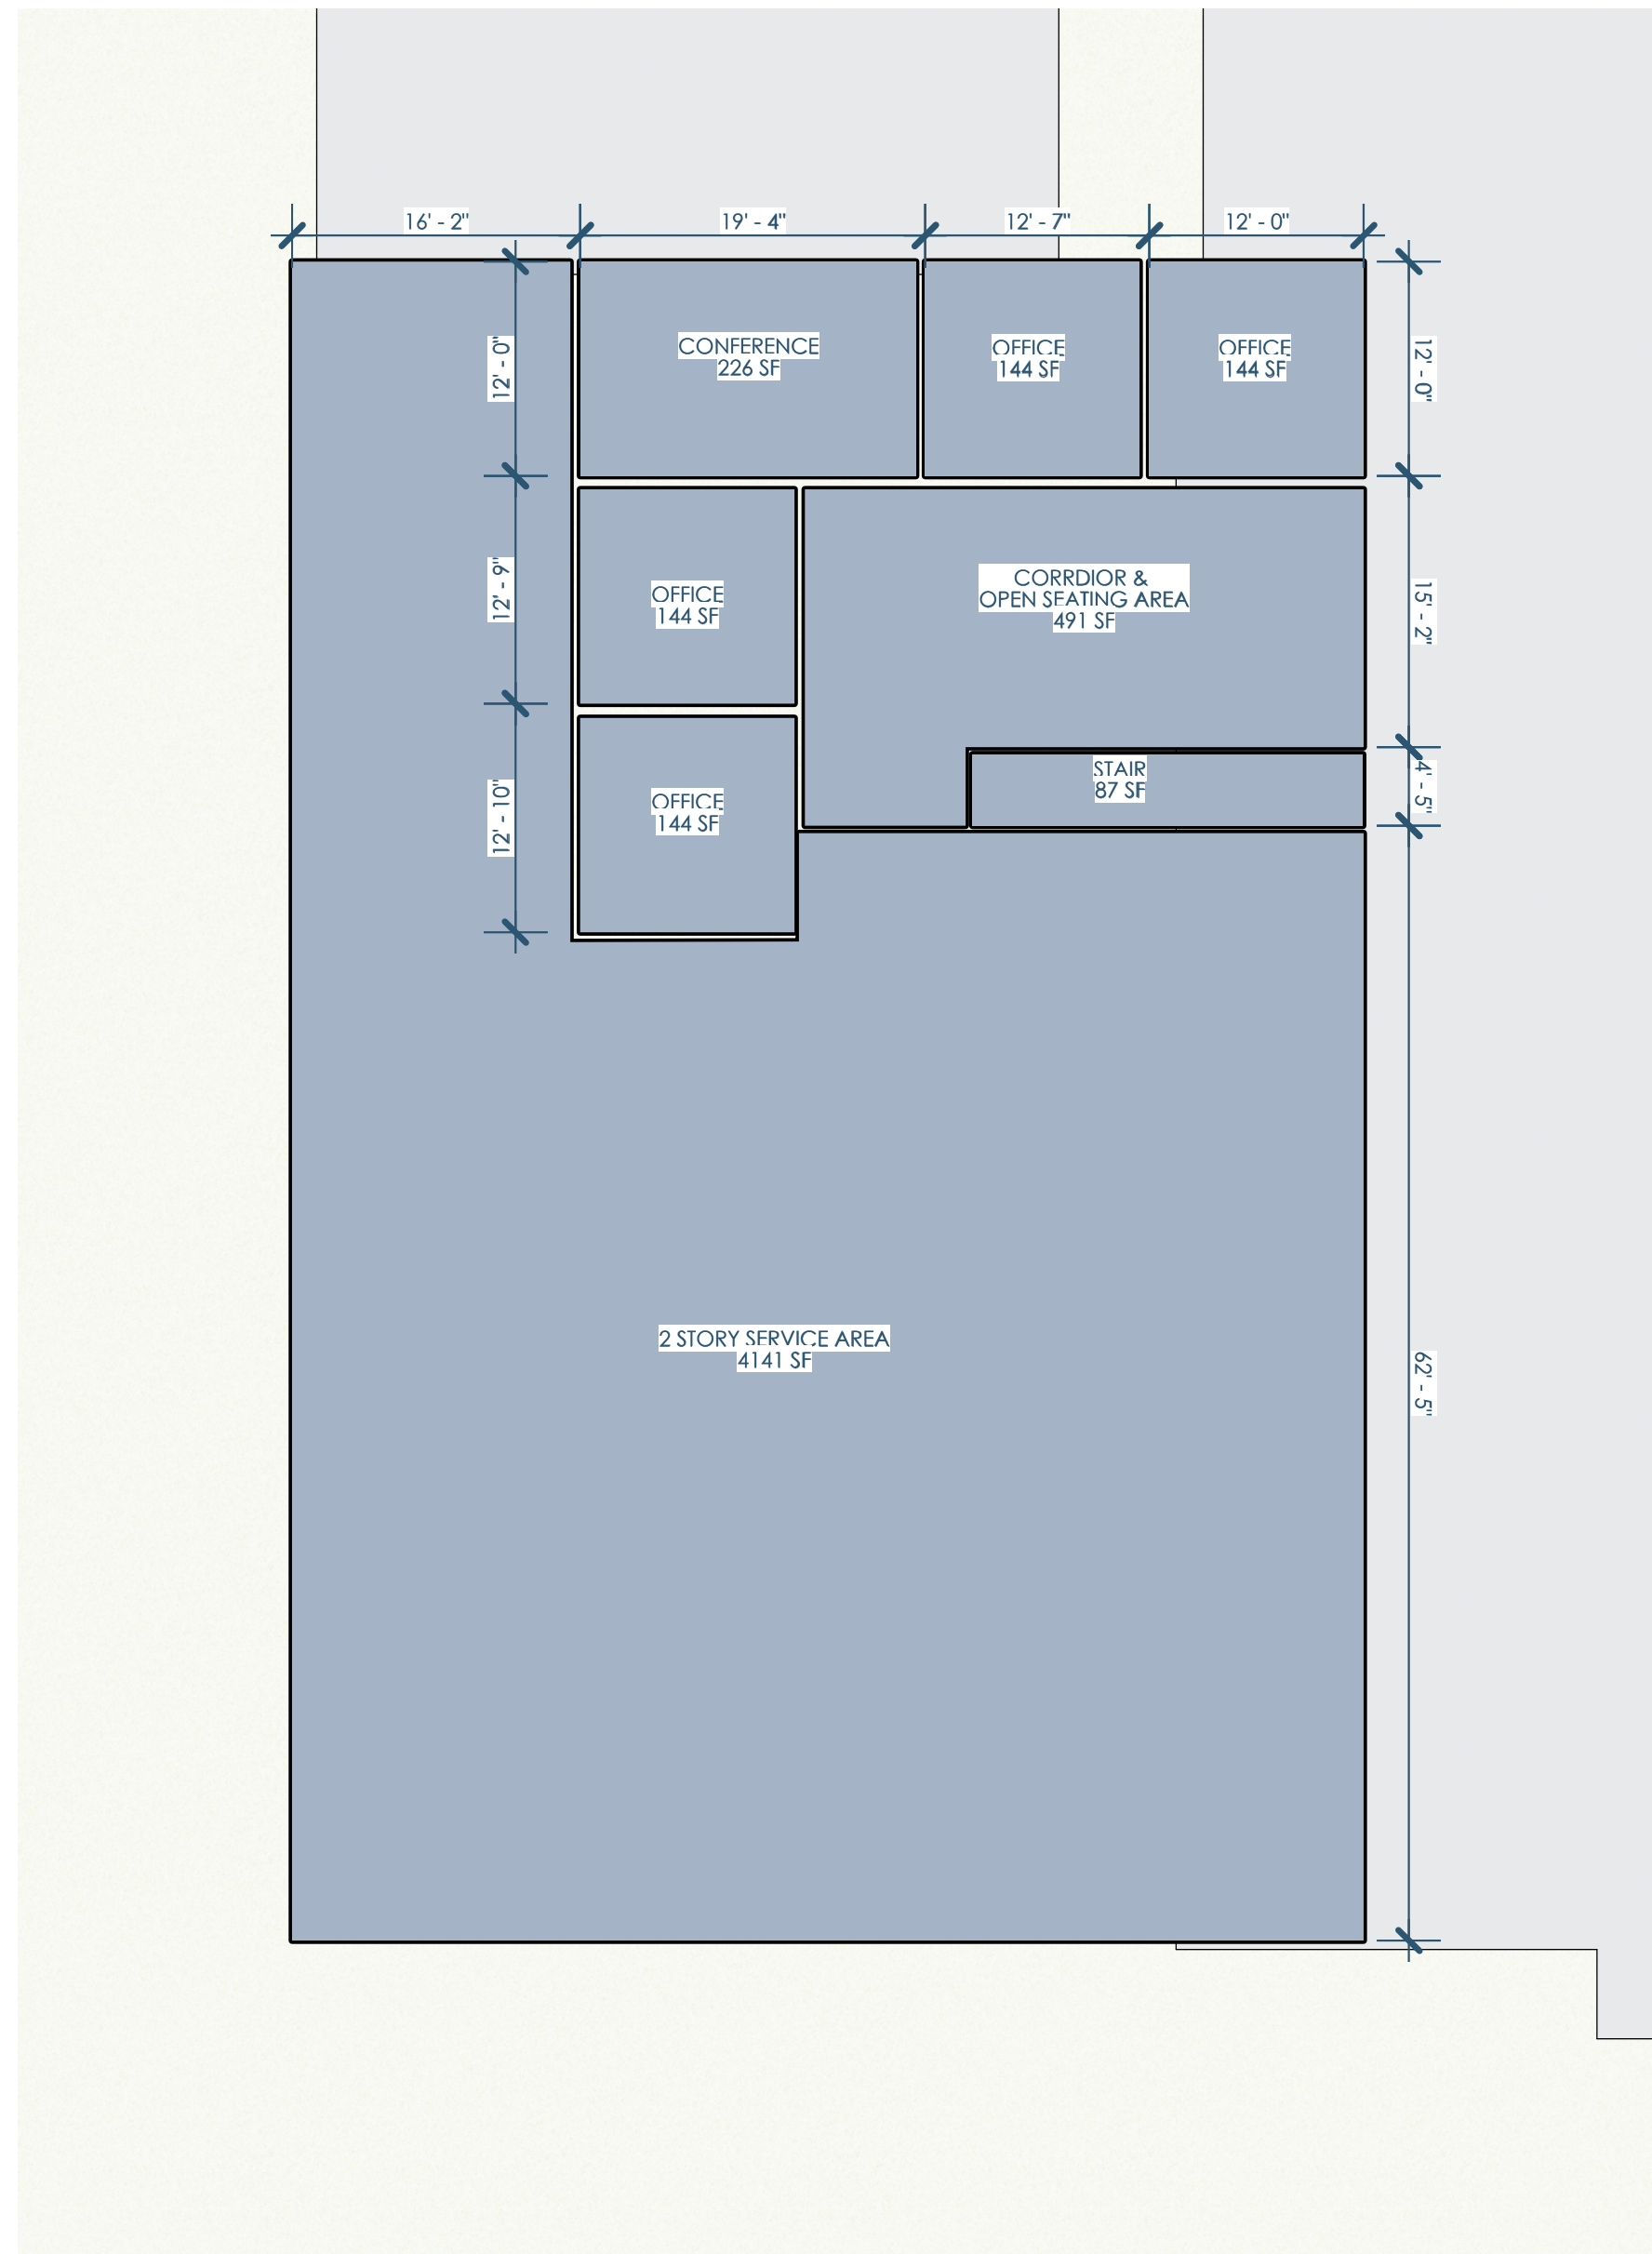 16' - 2"
19' - 4"
12' - 7"
12' - 0"
12' - 0"
CONFERENCE
226 SF
OFFICE
144 SF
OFFICE
144 SF
12' - 0"
12' - 9"
OFFICE
144 SF
CORRDIOR &
OPEN SEATING AREA
491 SF
15' - 2"
12' - 10"
OFFICE
144 SF
STAIR
87 SF
4' - 5"
2 STORY SERVICE AREA
4141 SF
62' - 5"